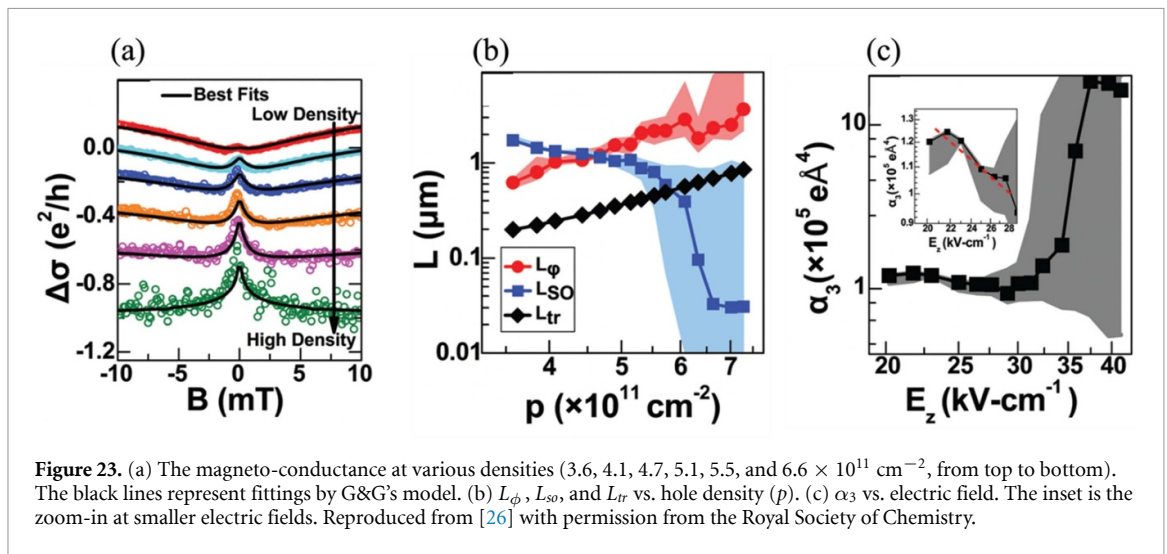 (a)
(b)
(c)
Best Fits
Low Density
High Density
0.0
-0.4
-0.8
-1.2
-10 -5 0 5 10
Δσ (e²/h)
B (mT)
10
1
0.1
0.01
L (μm)
Lφ
LSO
Ltr
4 5 6 7
p (×10¹¹ cm⁻²)
10
1
α₃(×10⁵ eÅ⁴)
1.3
1.2
1.1
1
0.9
α₃(×10⁵ eÅ⁴)
20 22 24 26 28
E_z (kV-cm⁻¹)
20 25 30 35 40
E_z (kV-cm⁻¹)
Figure 23. (a) The magneto-conductance at various densities (3.6, 4.1, 4.7, 5.1, 5.5, and 6.6 × 10¹¹ cm⁻², from top to bottom).
The black lines represent fittings by G&G's model. (b) Lϕ, Lso, and Ltr vs. hole density (p). (c) α₃ vs. electric field. The inset is the
zoom-in at smaller electric fields. Reproduced from [26] with permission from the Royal Society of Chemistry.